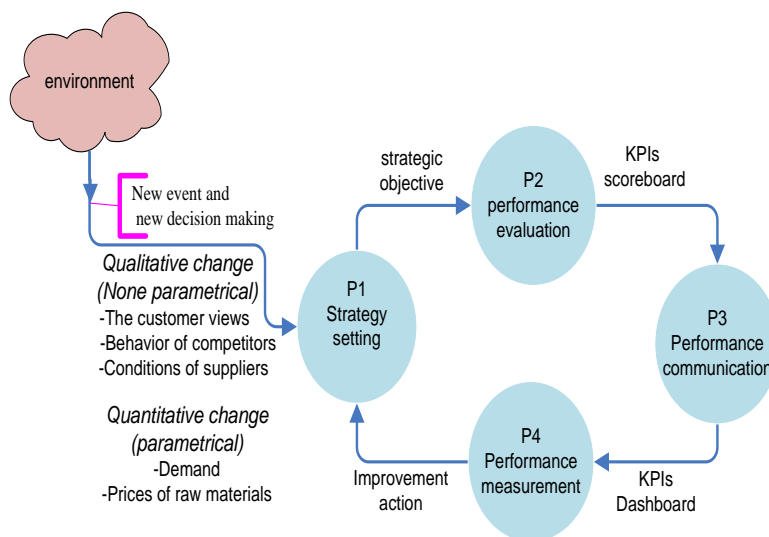 environment
New event and
new decision making
Qualitative change
(None parametrical)
-The customer views
-Behavior of competitors
-Conditions of suppliers
Quantitative change
(parametrical)
-Demand
-Prices of raw materials
P1
Strategy
setting
strategic
objective
P2
performance
evaluation
KPIs
scoreboard
P3
Performance
communication
KPIs
Dashboard
P4
Performance
measurement
Improvement
action